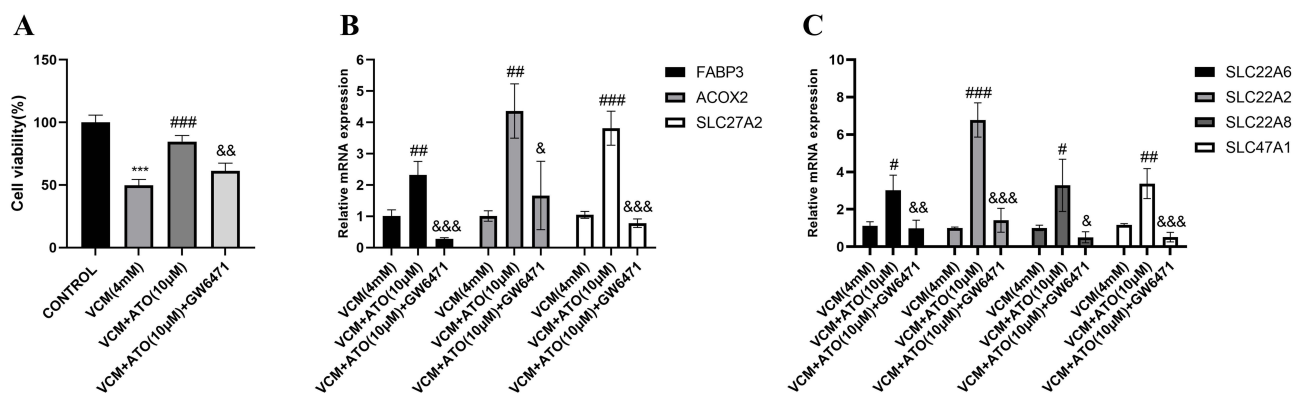 A
Cell viability(%)
150
100
50
0
***
###
&&
CONTROL
VCM(4mM)
VCM+ATO(10μM)
VCM+ATO(10μM)+GW6471
B
Relative mRNA expression
6
5
4
3
2
1
0
##
&&&
##
&
###
&&&
VCM(4mM)
VCM+ATO(10μM)
VCM+ATO(10μM)+GW6471
VCM(4mM)
VCM+ATO(10μM)
VCM+ATO(10μM)+GW6471
VCM(4mM)
VCM+ATO(10μM)
VCM+ATO(10μM)+GW6471
FABP3
ACOX2
SLC27A2
C
Relative mRNA expression
10
8
6
4
2
0
#
&&
###
&&&
#
&
##
&&&
VCM(4mM)
VCM+ATO(10μM)
VCM+ATO(10μM)+GW6471
VCM(4mM)
VCM+ATO(10μM)
VCM+ATO(10μM)+GW6471
VCM(4mM)
VCM+ATO(10μM)
VCM+ATO(10μM)+GW6471
VCM(4mM)
VCM+ATO(10μM)
VCM+ATO(10μM)+GW6471
SLC22A6
SLC22A2
SLC22A8
SLC47A1